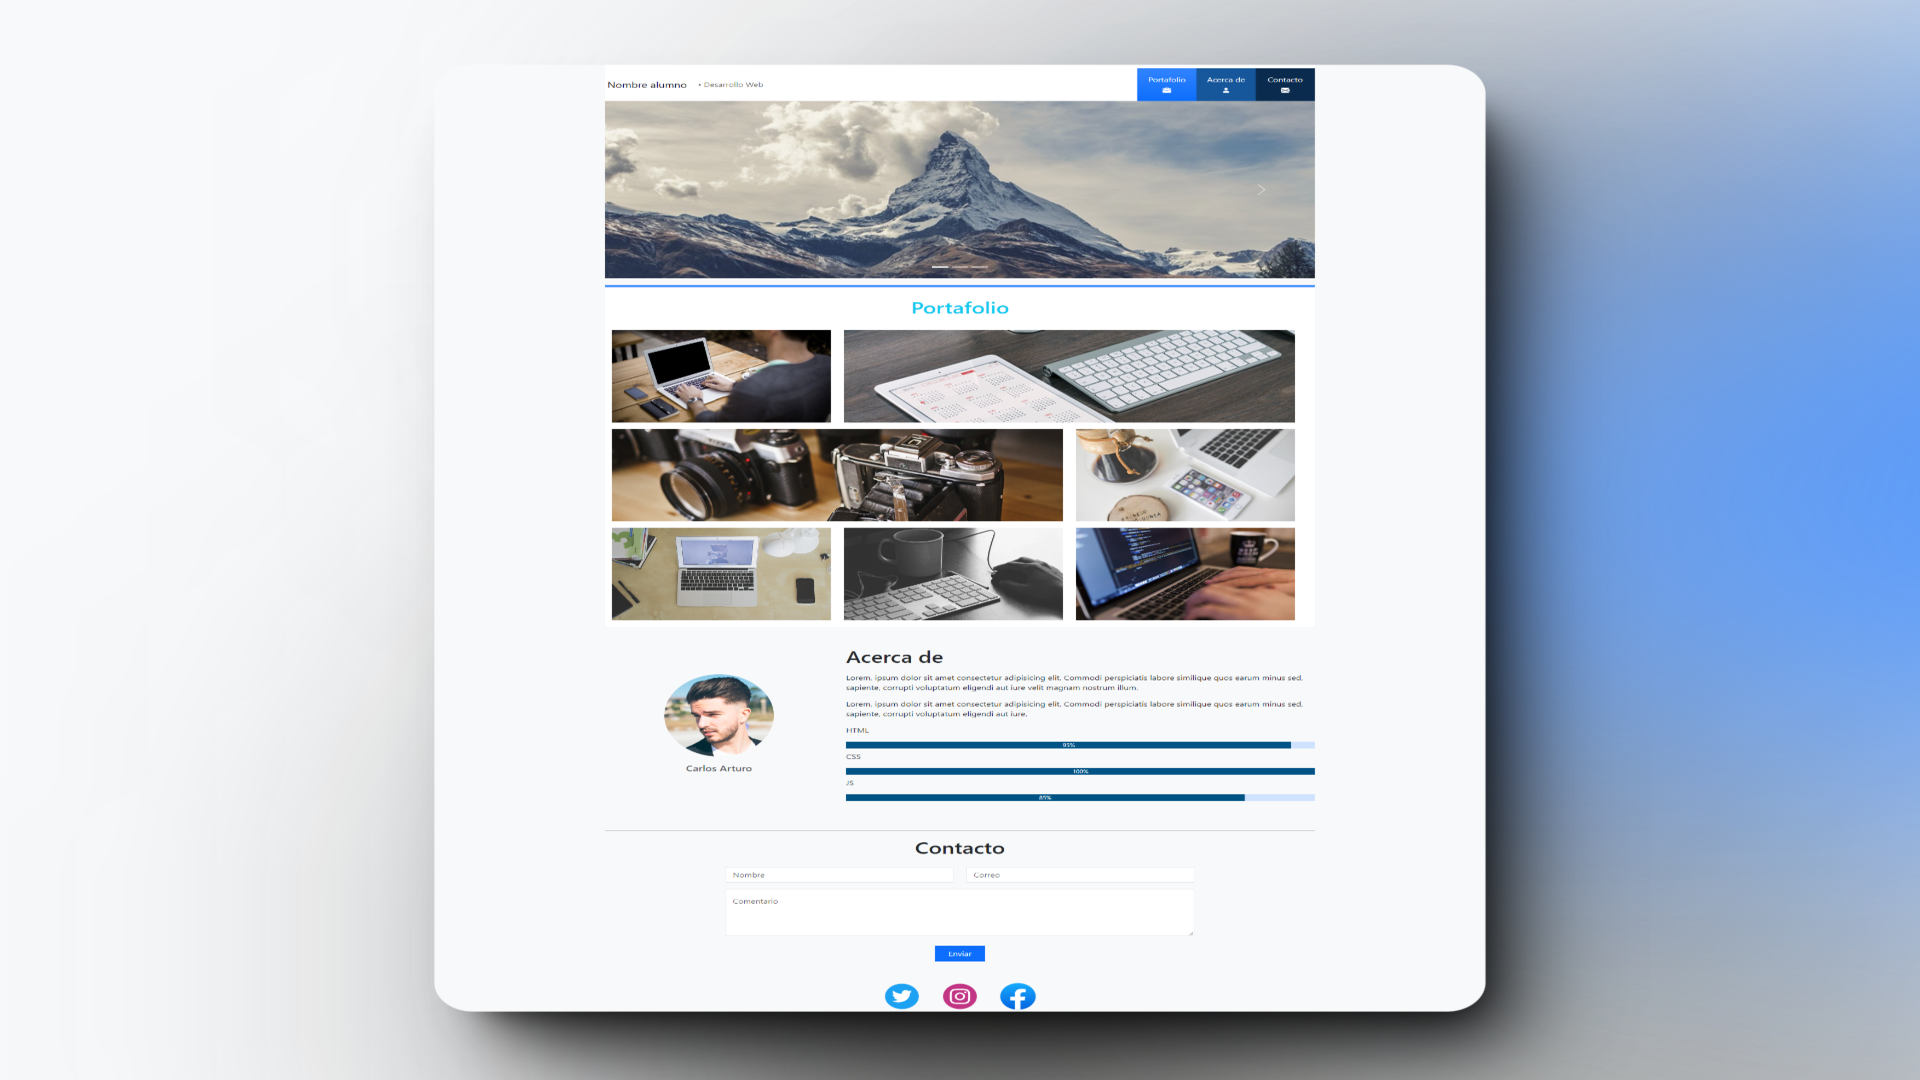 Nombre alumno • Desarrollo Web
Portafolio Acerca de Contacto
Portafolio
Acerca de
Lorem, ipsum dolor sit amet consectetur adipisicing elit. Commodi perspiciatis labore similique quos earum minus sed,
sapiente, corrupti voluptatum eligendi aut iure velit magnam nostrum illum.
Lorem, ipsum dolor sit amet consectetur adipisicing elit. Commodi perspiciatis labore similique quos earum minus sed,
sapiente, corrupti voluptatum eligendi aut iure.
Carlos Arturo
HTML
95%
CSS
100%
JS
85%
Contacto
Nombre Correo
Comentario
Enviar